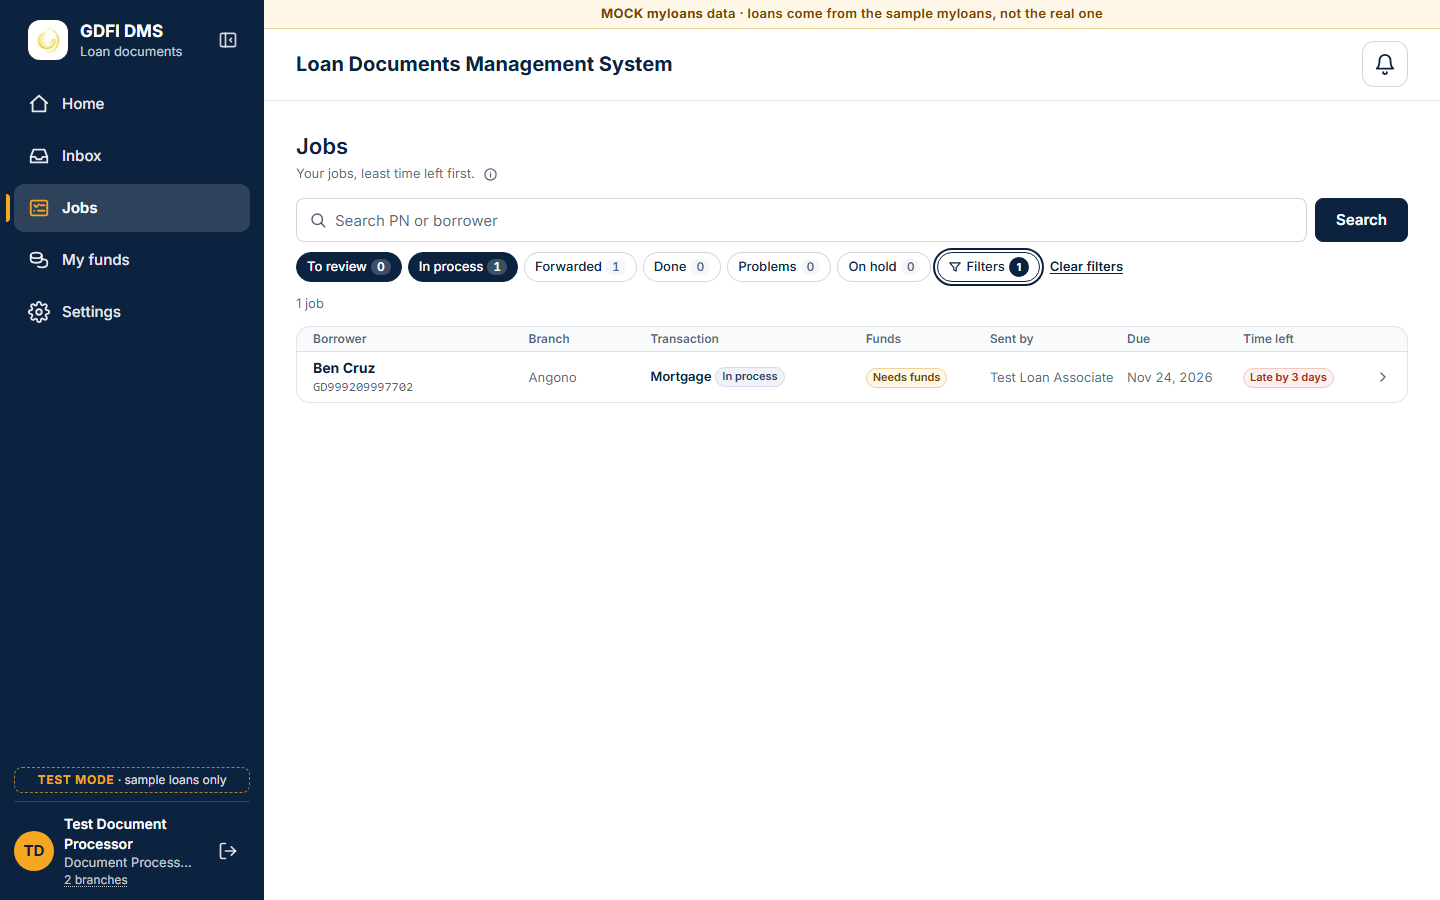 MOCK myloans data · loans come from the sample myloans, not the real one
GDFI DMS
Loan documents
Home
Inbox
Jobs
My funds
Settings
TEST MODE · sample loans only
TD
Test Document
Processor
Document Process...
2 branches
Loan Documents Management System
Jobs
Your jobs, least time left first.
Search PN or borrower
Search
To review 0 In process 1 Forwarded 1 Done 0 Problems 0 On hold 0 Filters 1 Clear filters
1 job
Borrower Branch Transaction Funds Sent by Due Time left
Ben Cruz
GD999209997702
Angono Mortgage In process Needs funds Test Loan Associate Nov 24, 2026 Late by 3 days